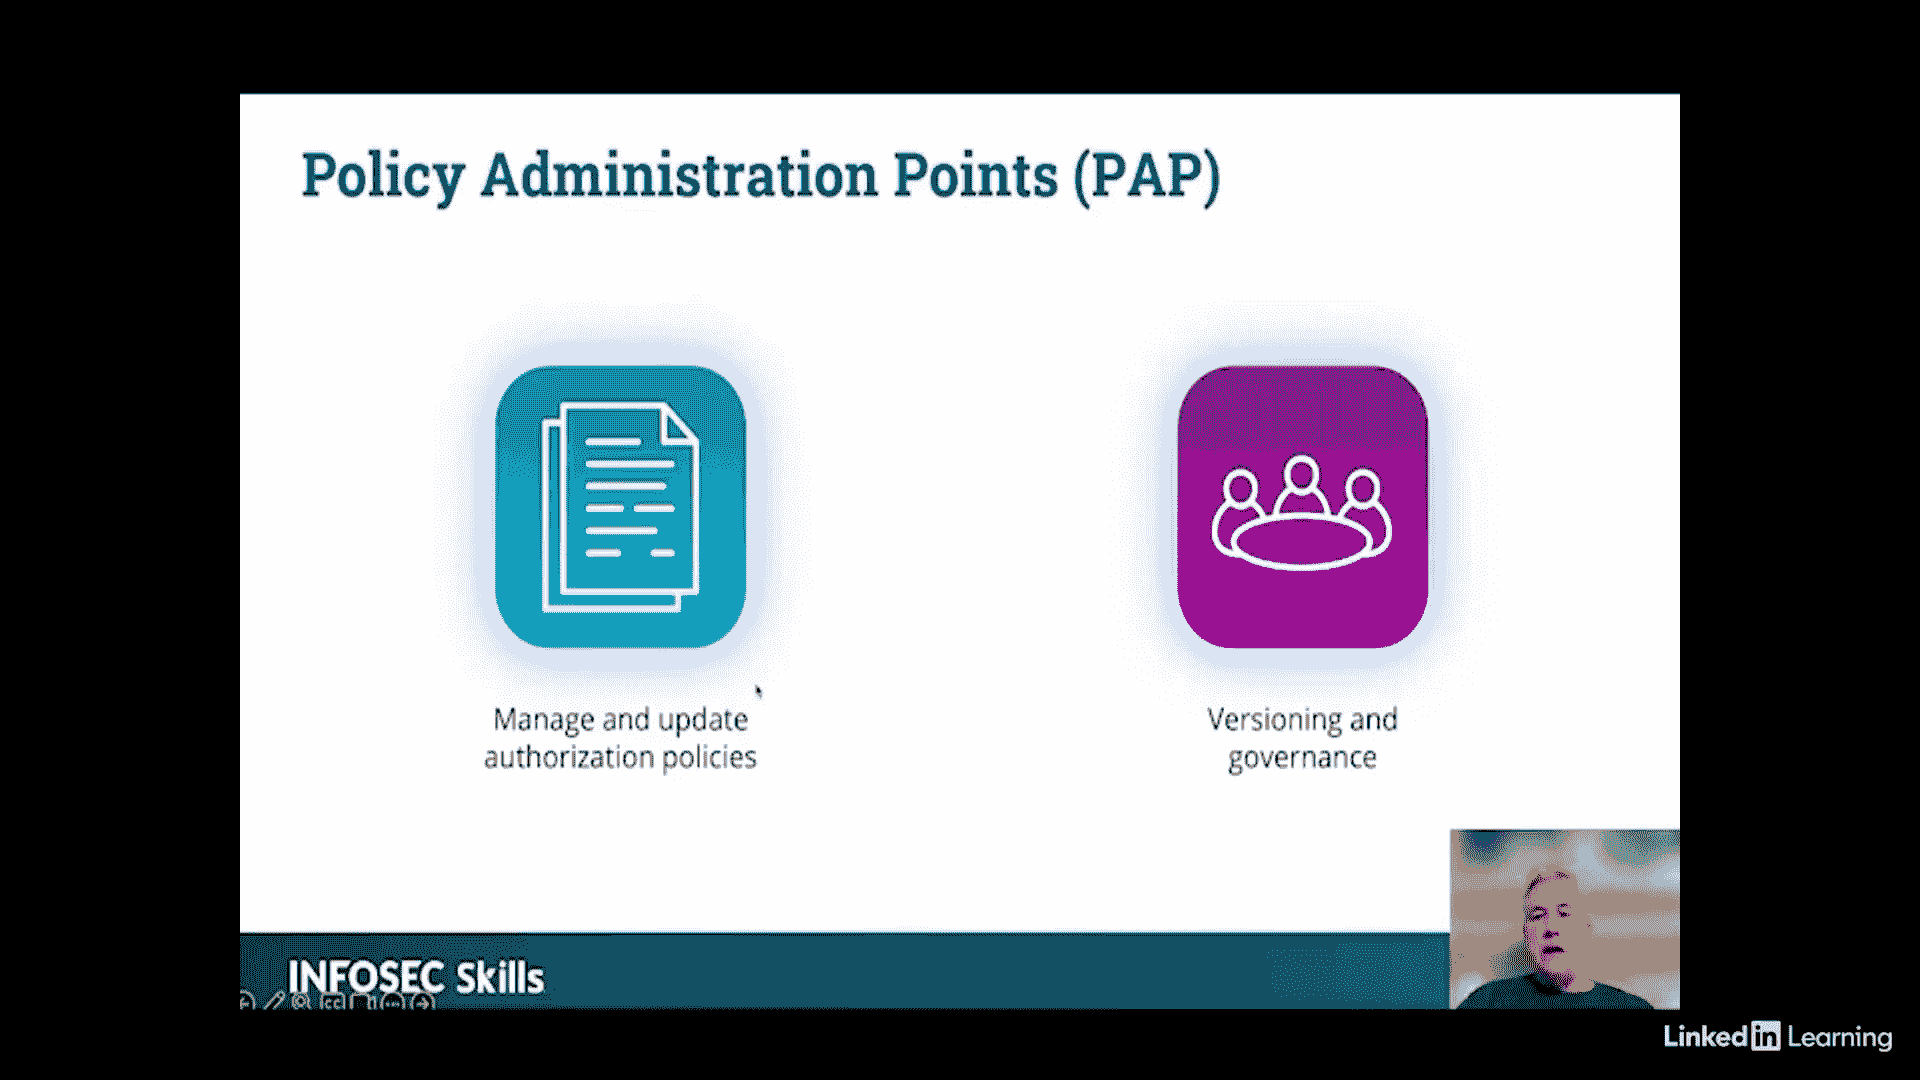 Policy Administration Points (PAP)
Manage and update
authorization policies
Versioning and
governance
INFOSEC Skills
Linked in Learning